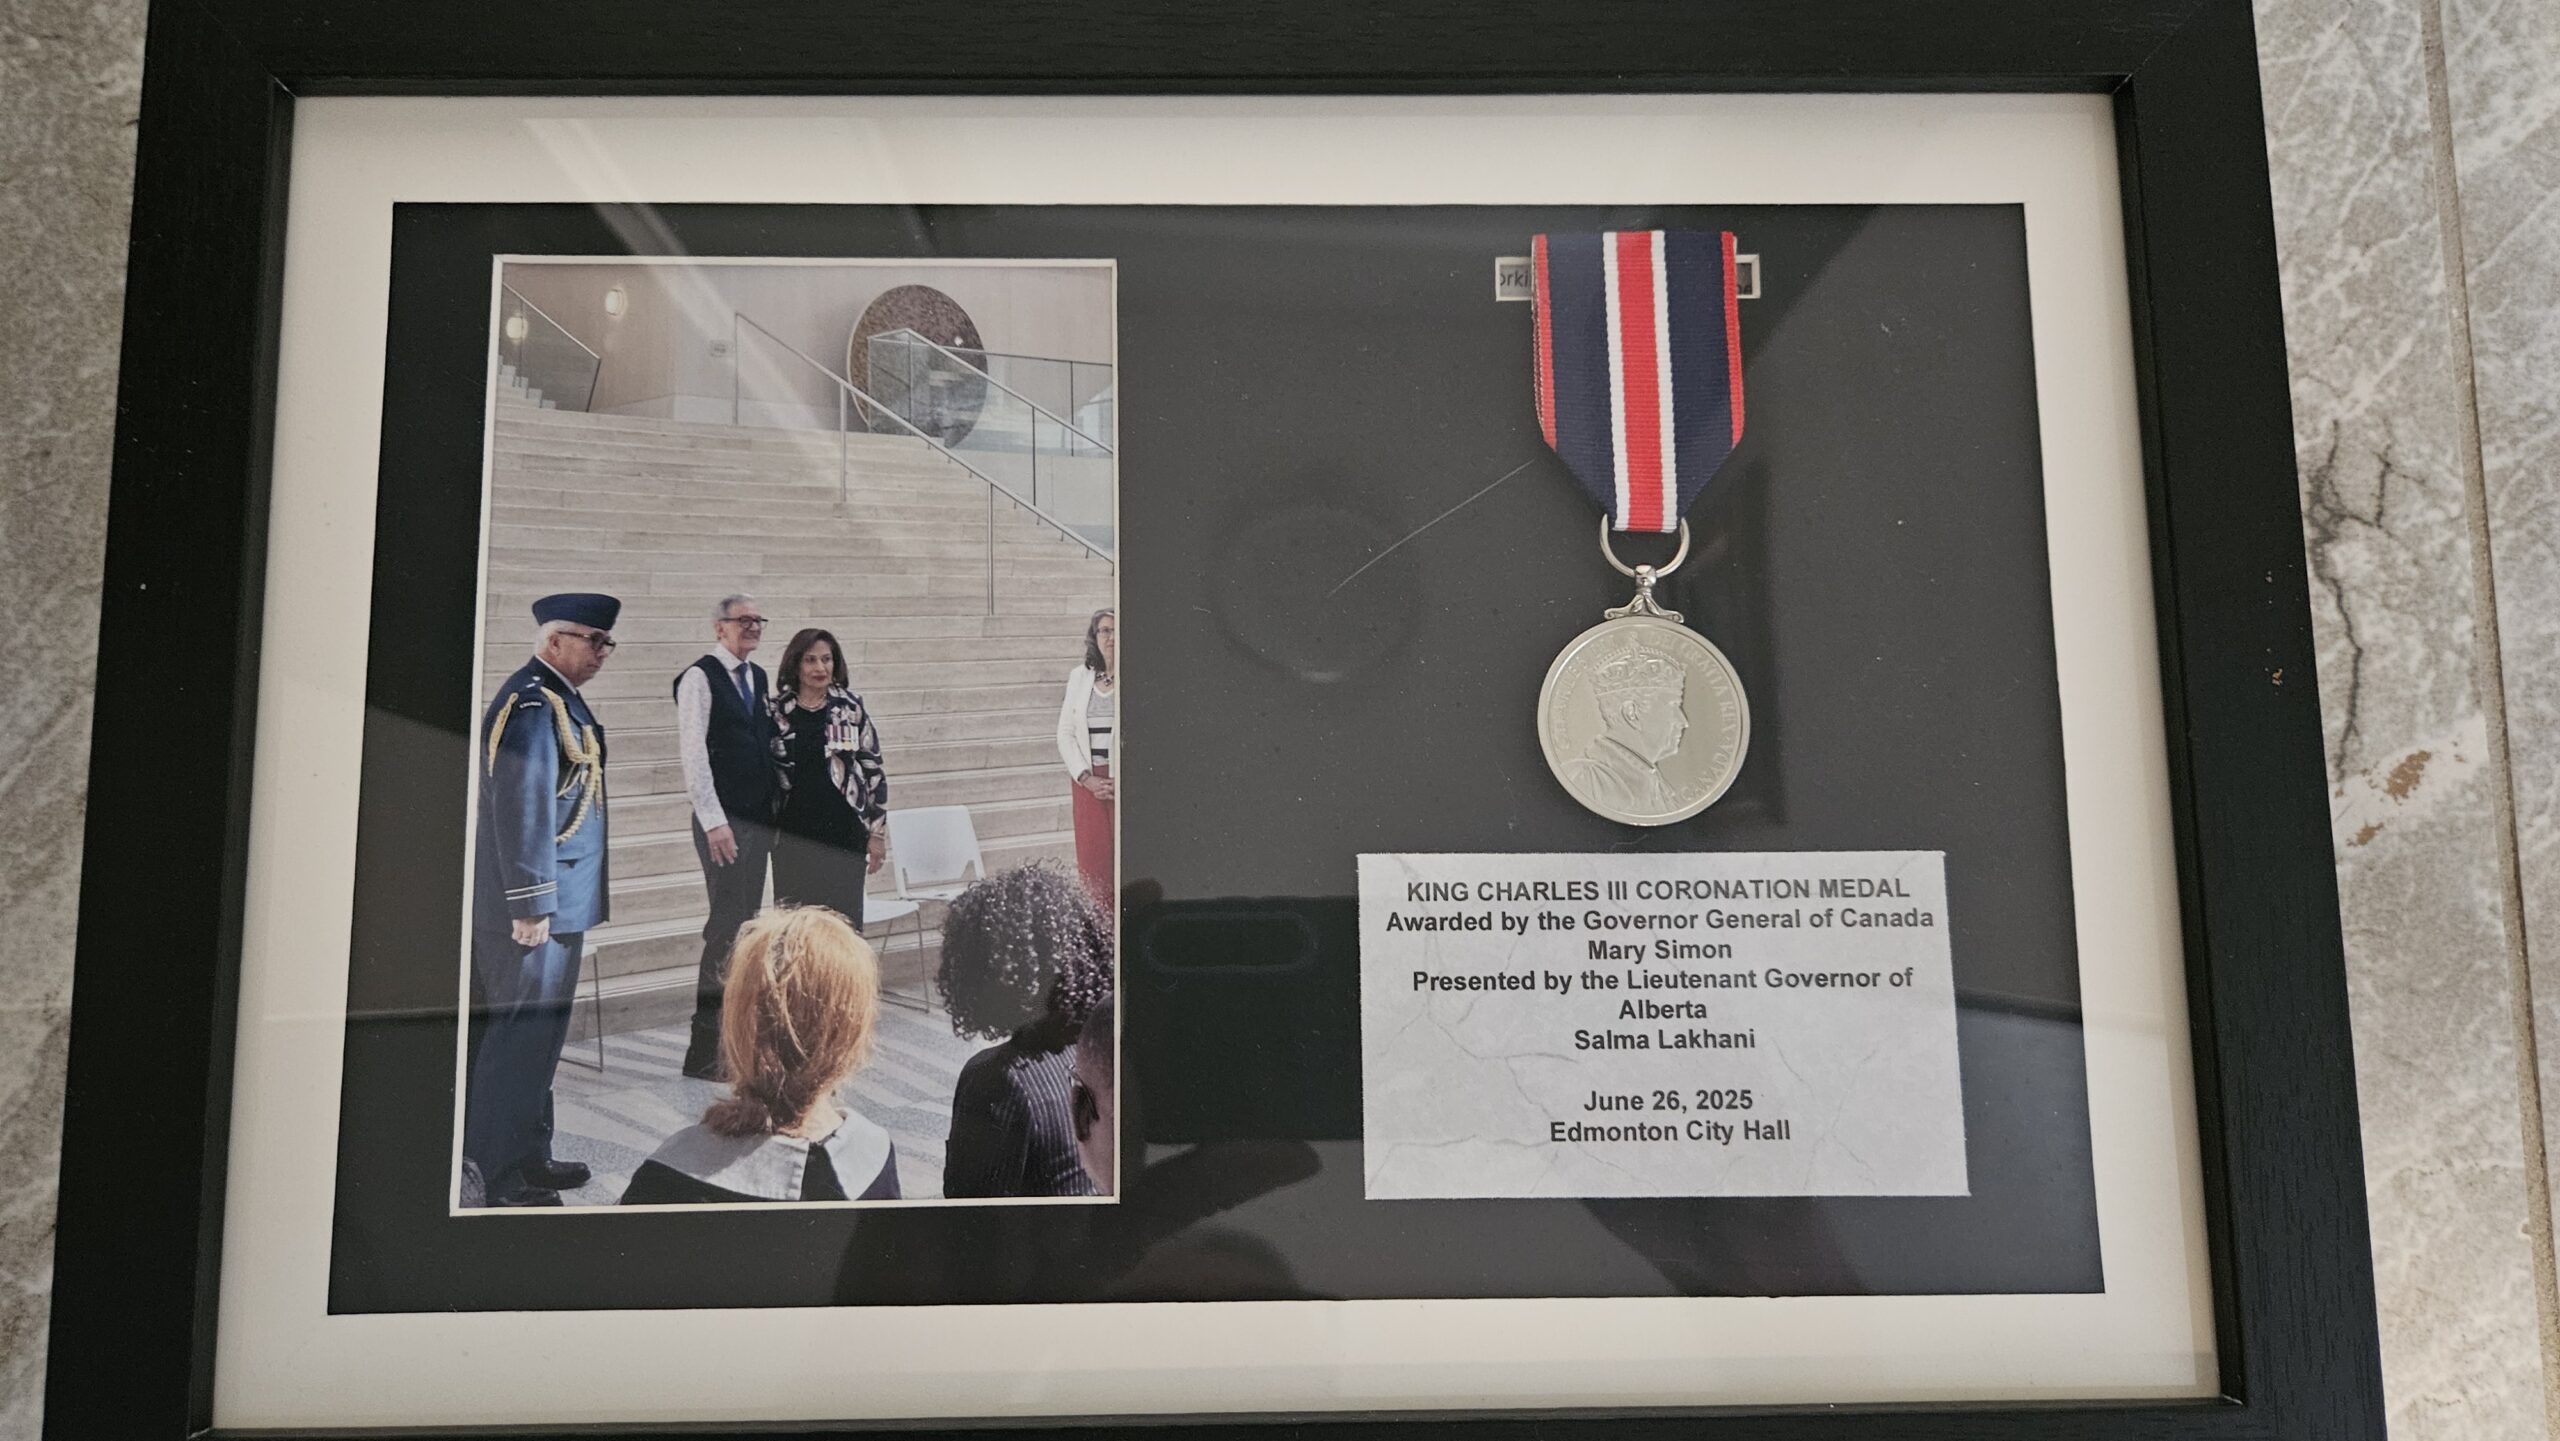 KING CHARLES III CORONATION MEDAL
Awarded by the Governor General of Canada
Mary Simon
Presented by the Lieutenant Governor of
Alberta
Salma Lakhani
June 26, 2025
Edmonton City Hall